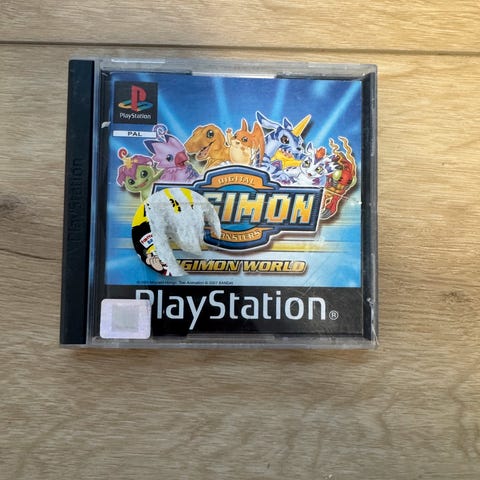 PlayStation
PlayStation
PAL
DIGITAL
GIMON
MONSTERS
GIMON WORLD
PlayStation®